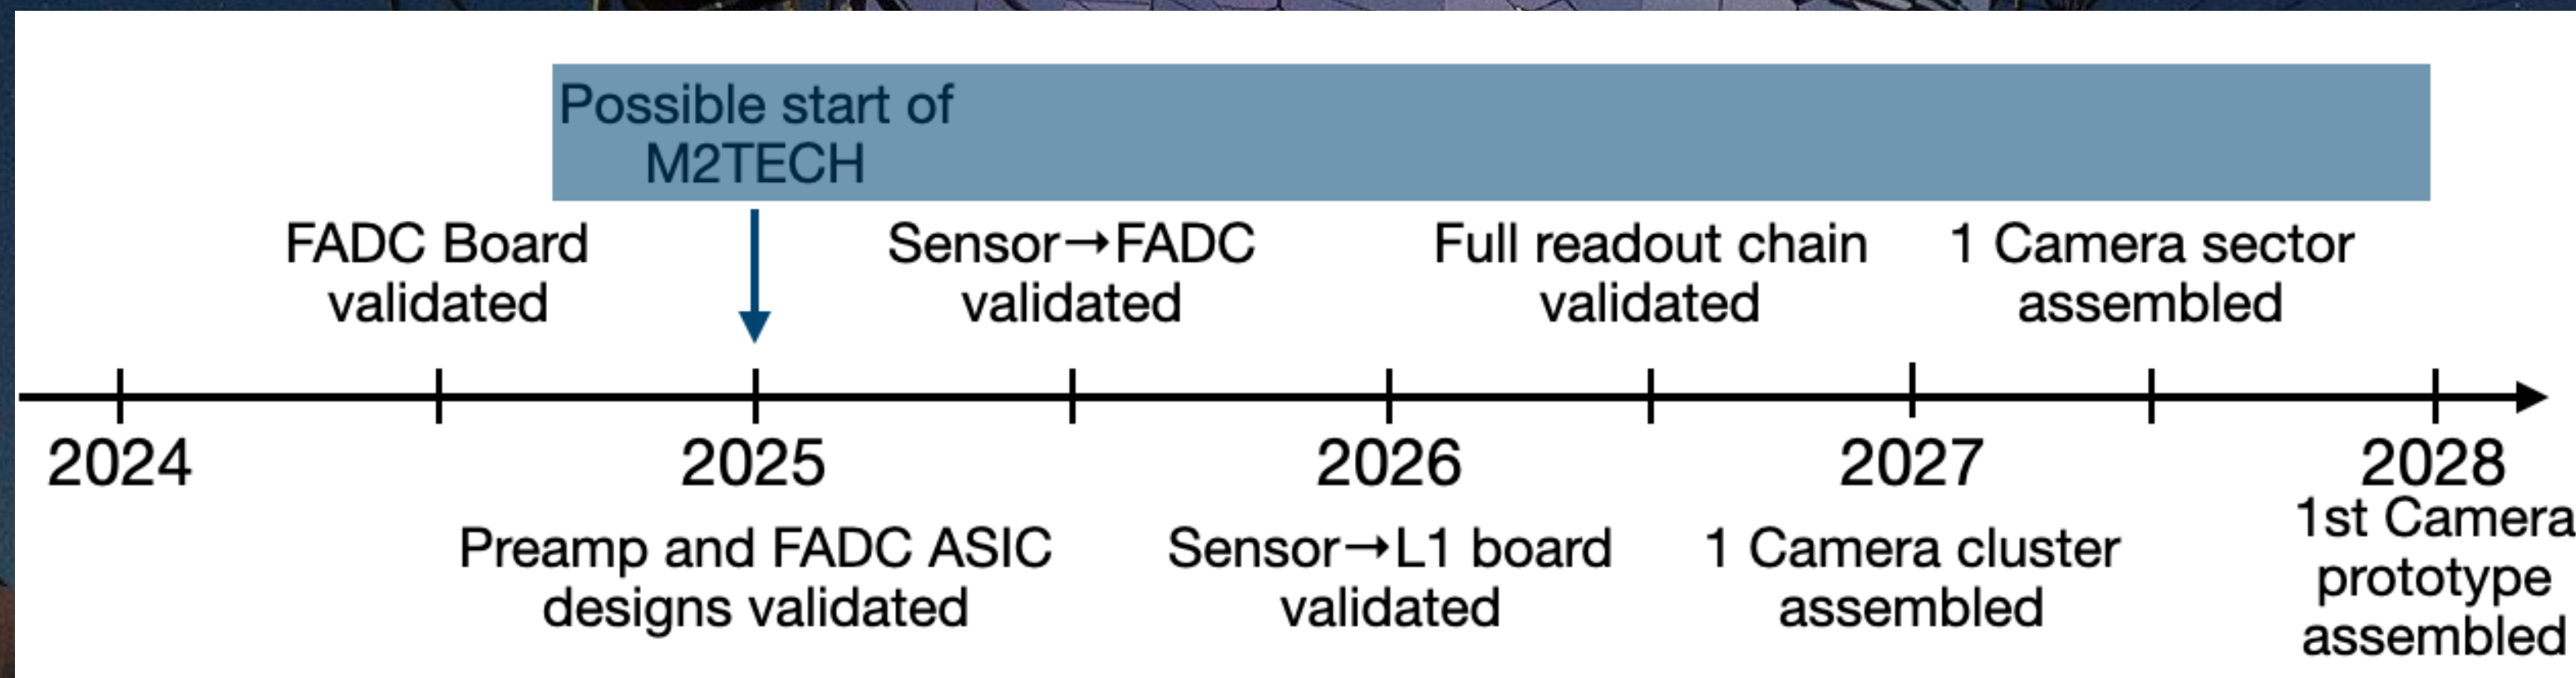 Possible start of
M2TECH
FADC Board
validated
Sensor→FADC
validated
Full readout chain
validated
1 Camera sector
assembled
2024
2025
2026
2027
2028
Preamp and FADC ASIC
designs validated
Sensor→L1 board
validated
1 Camera cluster
assembled
1st Camera
prototype
assembled